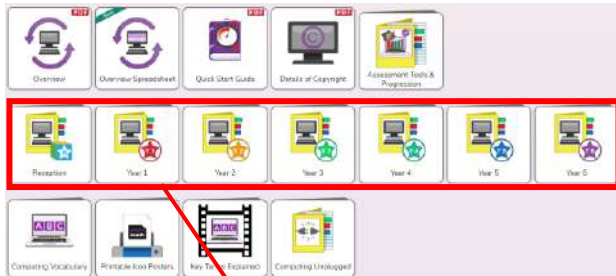 PDF PDF PDF
Overview Overview Spreadsheet Quick Start Guide Details of Copyright Assessment Tools &
Progression
Reception Year 1 Year 2 Year 3 Year 4 Year 5 Year 6
ABC ABC
Computing Vocabulary Printable Icon Posters Key Terms Explained Computing Unplugged